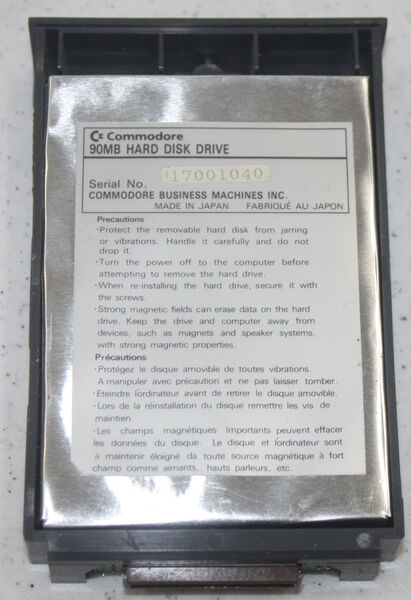 Commodore
90MB HARD DISK DRIVE
Serial No. 17001040
COMMODORE BUSINESS MACHINES INC.
MADE IN JAPAN FABRIQUÉ AU JAPON
Precautions
·Protect the removable hard disk from jarring
or vibrations. Handle it carefully and do not
drop it.
·Turn the power off to the computer before
attempting to remove the hard drive.
·When re-installing the hard drive, secure it with
the screws.
·Strong magnetic fields can erase data on the hard
drive. Keep the drive and computer away from
devices, such as magnets and speaker systems,
with strong magnetic properties.
Précautions
·Protégez le disque amovible de toutes vibrations.
A manipuler avec précaution et ne pas laisser tomber.
·Eteindre l'ordinateur avant de retirer le disque amovible.
·Lors de la réinstallation du disque remettre les vis de
maintien.
·Les champs magnétiques Importants peuvent effacer
les données du disque. Le disque et l'ordinateur sont
à maintenir éloigné da toute source magnétique à fort
champ comme aimants, hauts parleurs, etc.